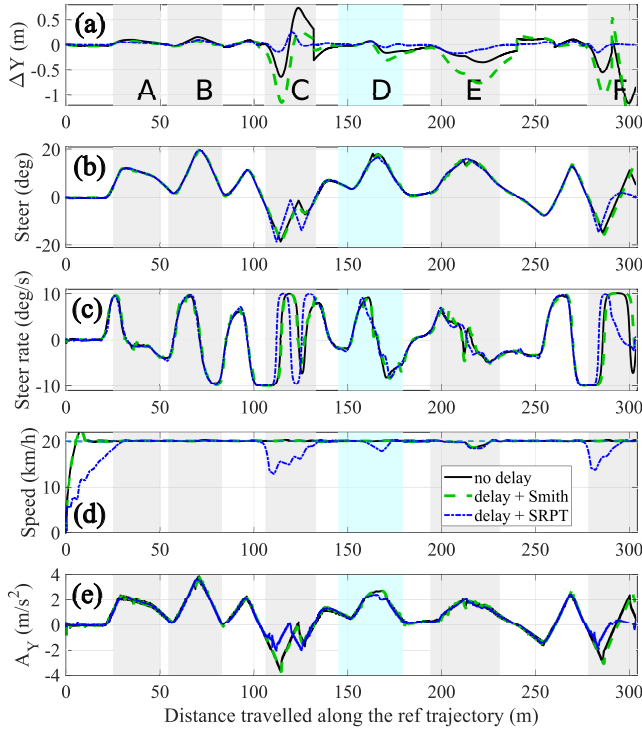 (a)
ΔY (m)
0.5
0
-0.5
-1
A B C D E F
0 50 100 150 200 250 300
(b)
Steer (deg)
20
0
-20
0 50 100 150 200 250 300
(c)
Steer rate (deg/s)
10
0
-10
0 50 100 150 200 250 300
(d)
Speed (km/h)
20
10
0
no delay
delay + Smith
delay + SRPT
0 50 100 150 200 250 300
(e)
A_Y (m/s²)
4
2
0
-2
-4
0 50 100 150 200 250 300
Distance travelled along the ref trajectory (m)